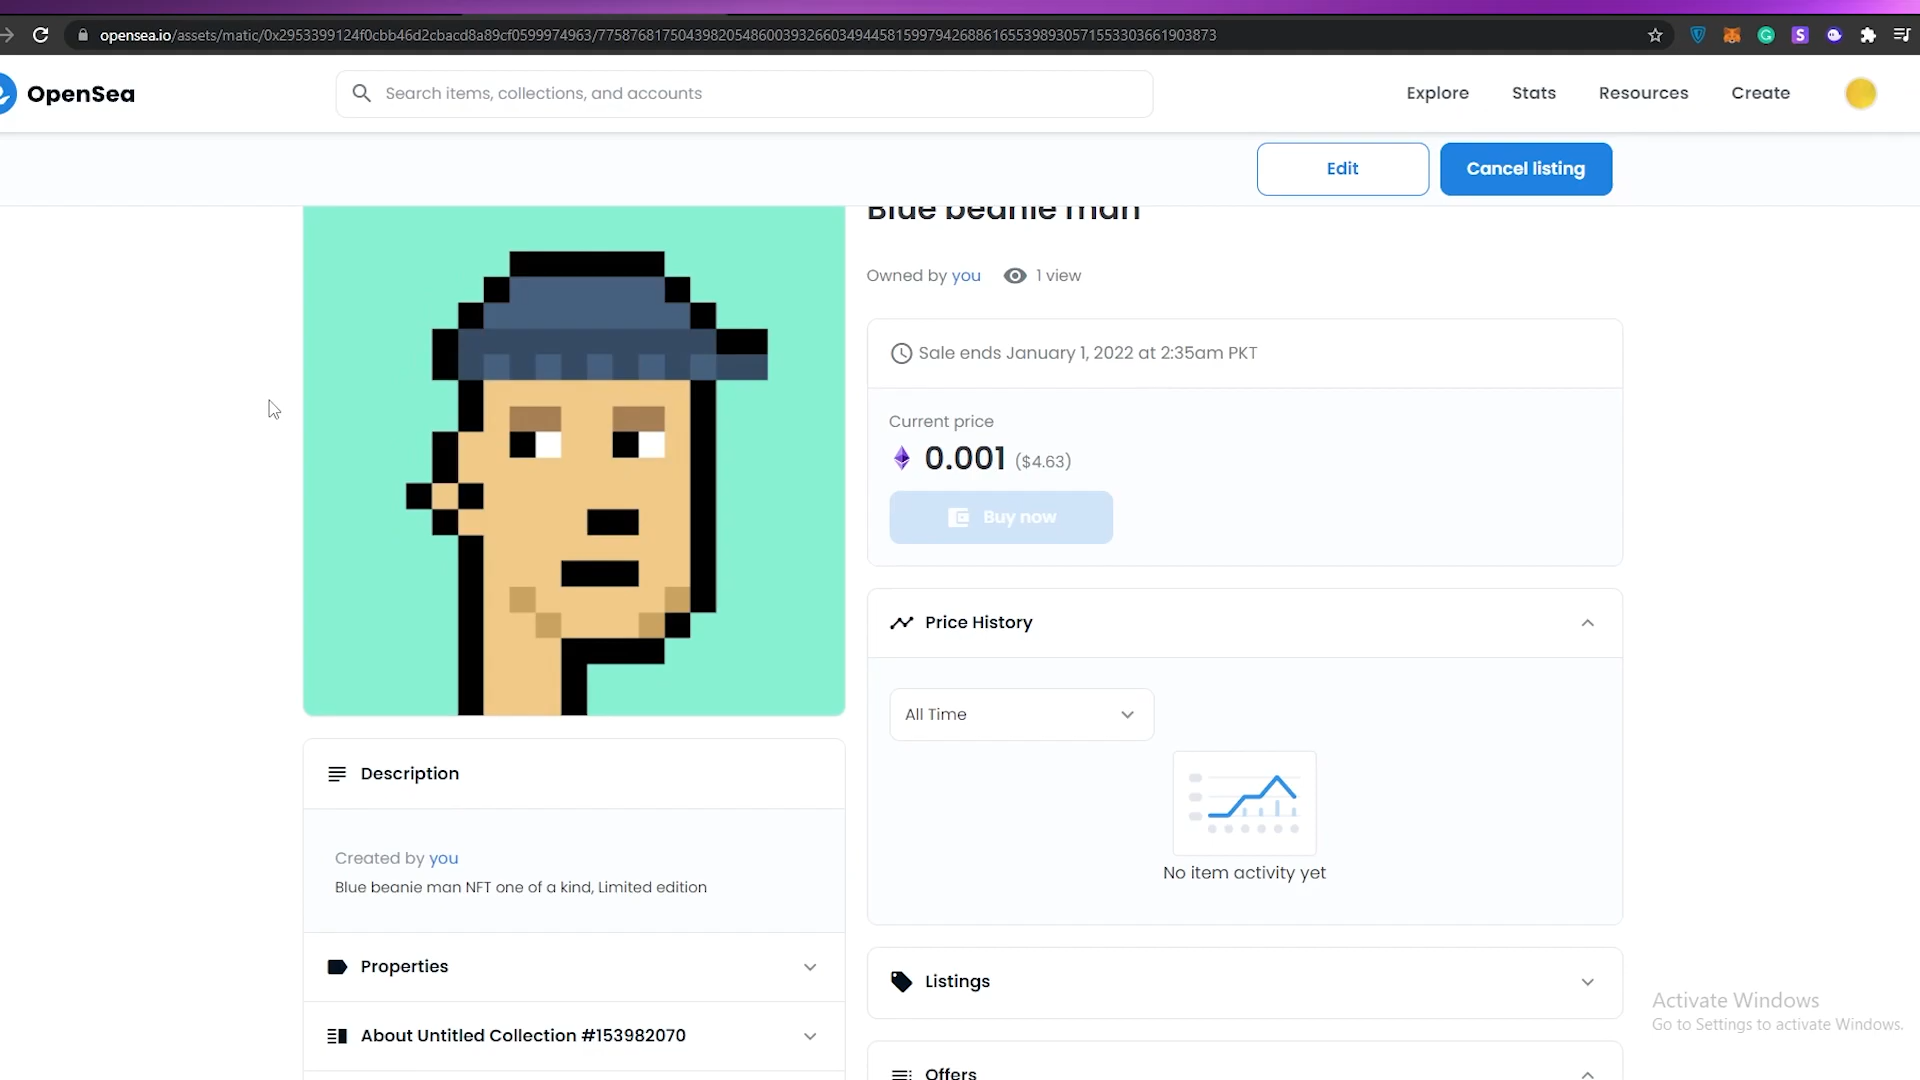 opensea.io/assets/matic/0x2953399124f0cbb46d2cbacd8a89cf0599974963/77587681750439820548600393266034944581599794268861655398930571553303661903873
OpenSea
Search items, collections, and accounts
Explore
Stats
Resources
Create
Edit
Cancel listing
Blue beanie man
Owned by you
1 view
Sale ends January 1, 2022 at 2:35am PKT
Current price
0.001 ($4.63)
Buy now
Price History
All Time
No item activity yet
Listings
Offers
Description
Created by you
Blue beanie man NFT one of a kind, Limited edition
Properties
About Untitled Collection #153982070
Activate Windows
Go to Settings to activate Windows.